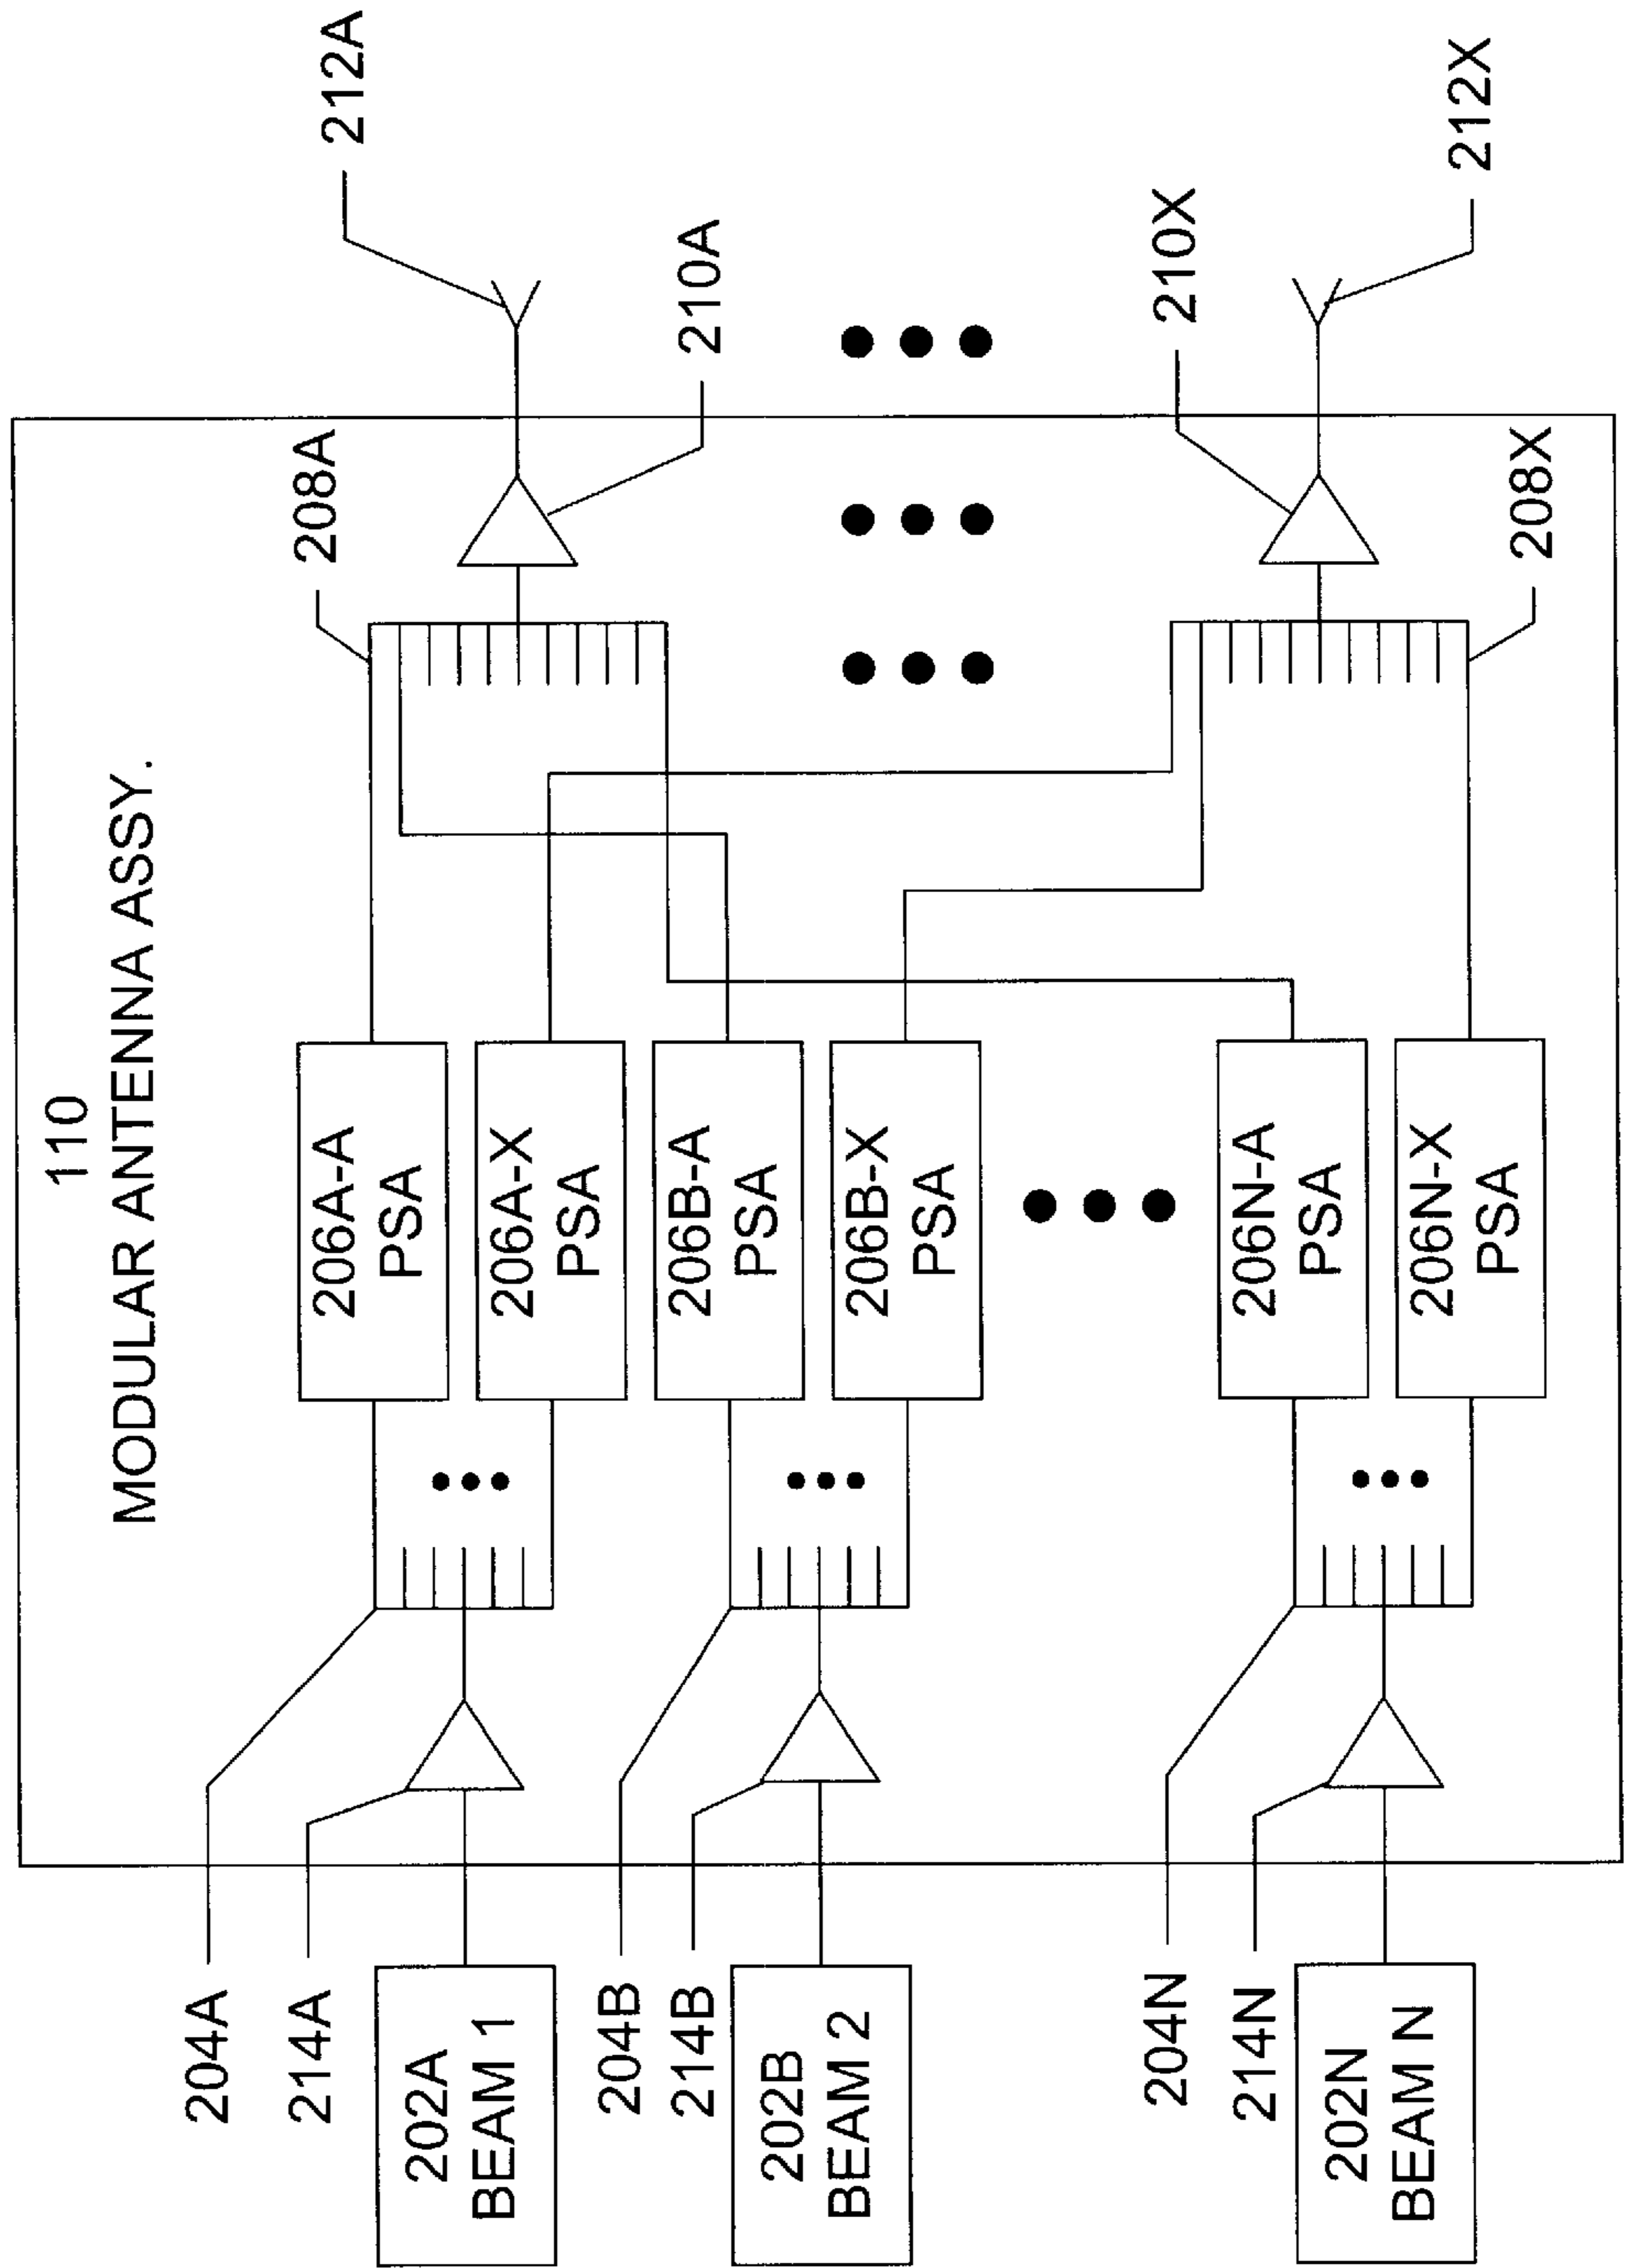 110
MODULAR ANTENNA ASSY.
204A
214A
202A
BEAM 1
204B
214B
202B
BEAM 2
204N
214N
202N
BEAM N
206A-A
PSA
206A-X
PSA
206B-A
PSA
206B-X
PSA
206N-A
PSA
206N-X
PSA
208A
212A
210A
210X
212X
208X